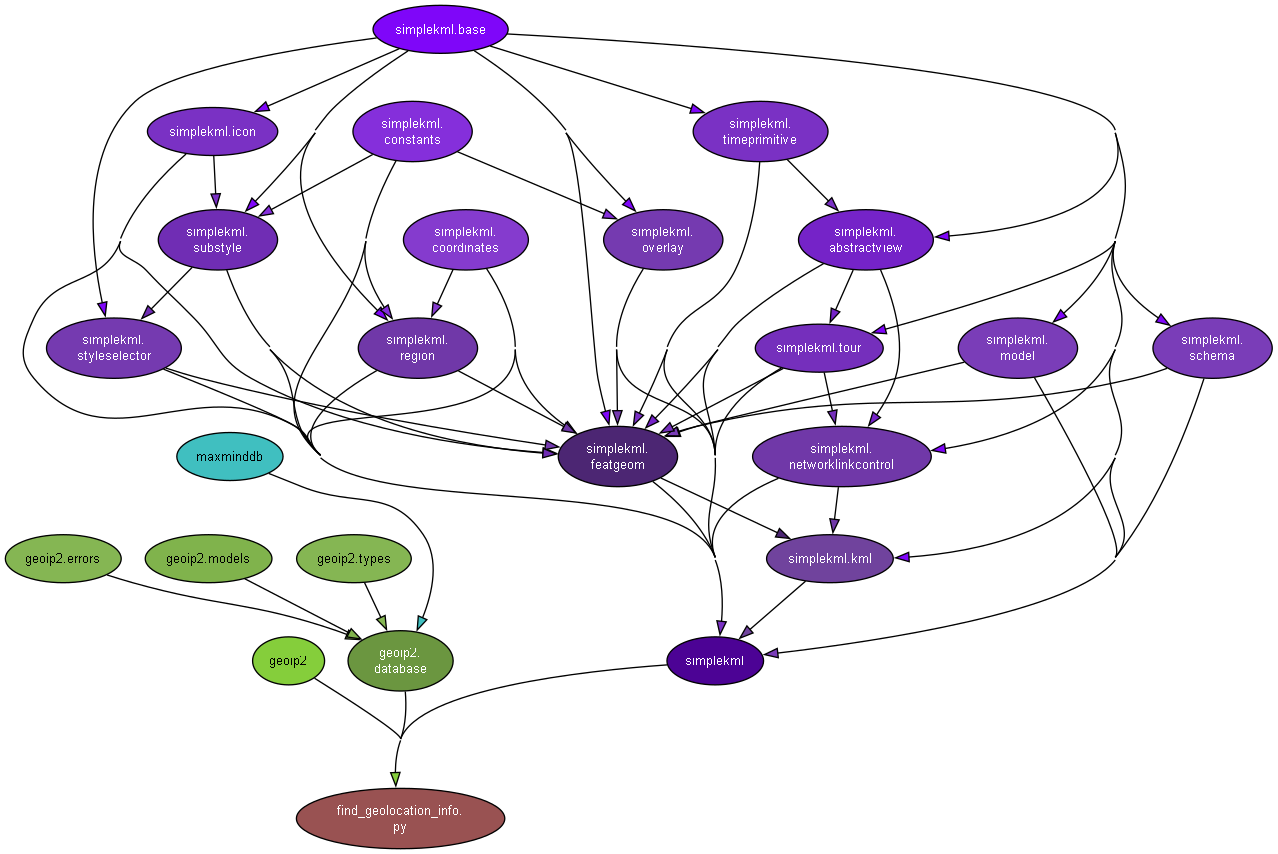 simplekml.base
simplekml.icon
simplekml.
constants
simplekml.
timeprimitive
simplekml.
substyle
simplekml.
coordinates
simplekml.
overlay
simplekml.
abstractview
simplekml.
styleselector
simplekml.
region
simplekml.tour
simplekml.
model
simplekml.
schema
maxminddb
simplekml.
featgeom
simplekml.
networklinkcontrol
geoip2.errors
geoip2.models
geoip2.types
simplekml.kml
geoip2
geoip2.
database
simplekml
find_geolocation_info.
py